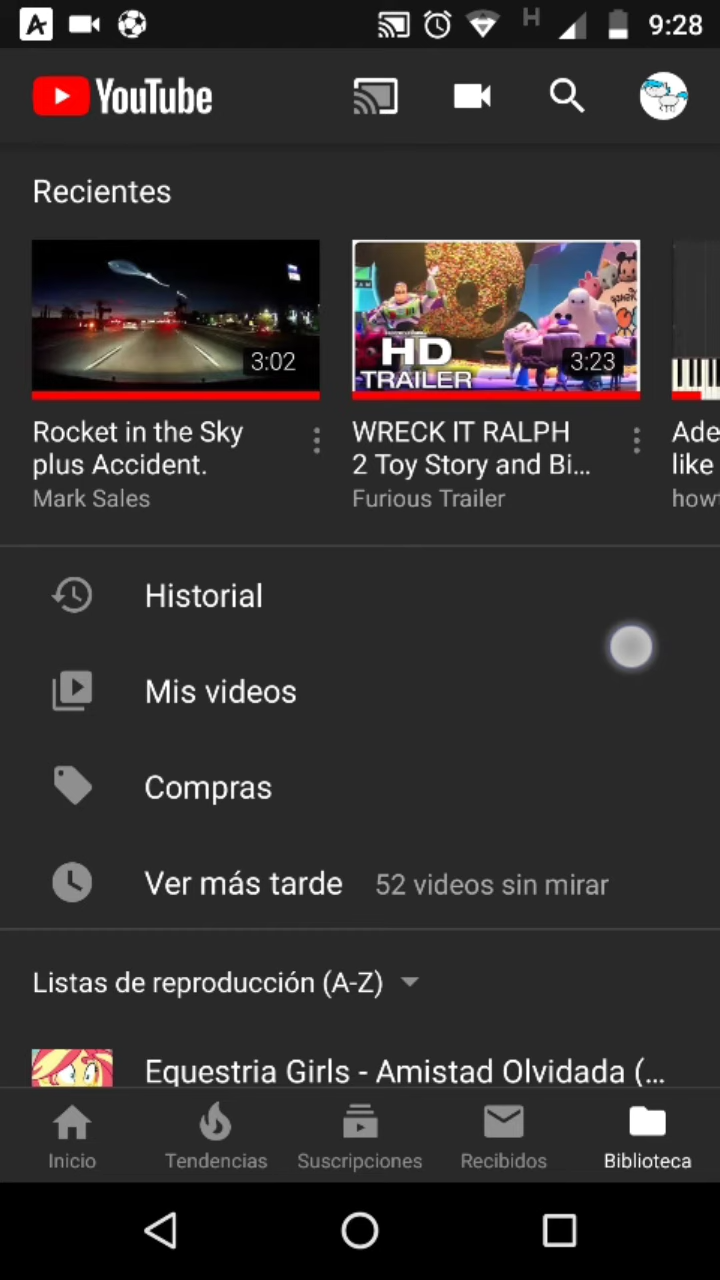 H 9:28
YouTube
Recientes
3:02
HD
TRAILER
3:23
Rocket in the Sky
plus Accident.
Mark Sales
WRECK IT RALPH
2 Toy Story and Bi...
Furious Trailer
Ade
like
how
Historial
Mis videos
Compras
Ver más tarde 52 videos sin mirar
Listas de reproducción (A-Z)
Equestria Girls - Amistad Olvidada (...
Inicio
Tendencias
Suscripciones
Recibidos
Biblioteca